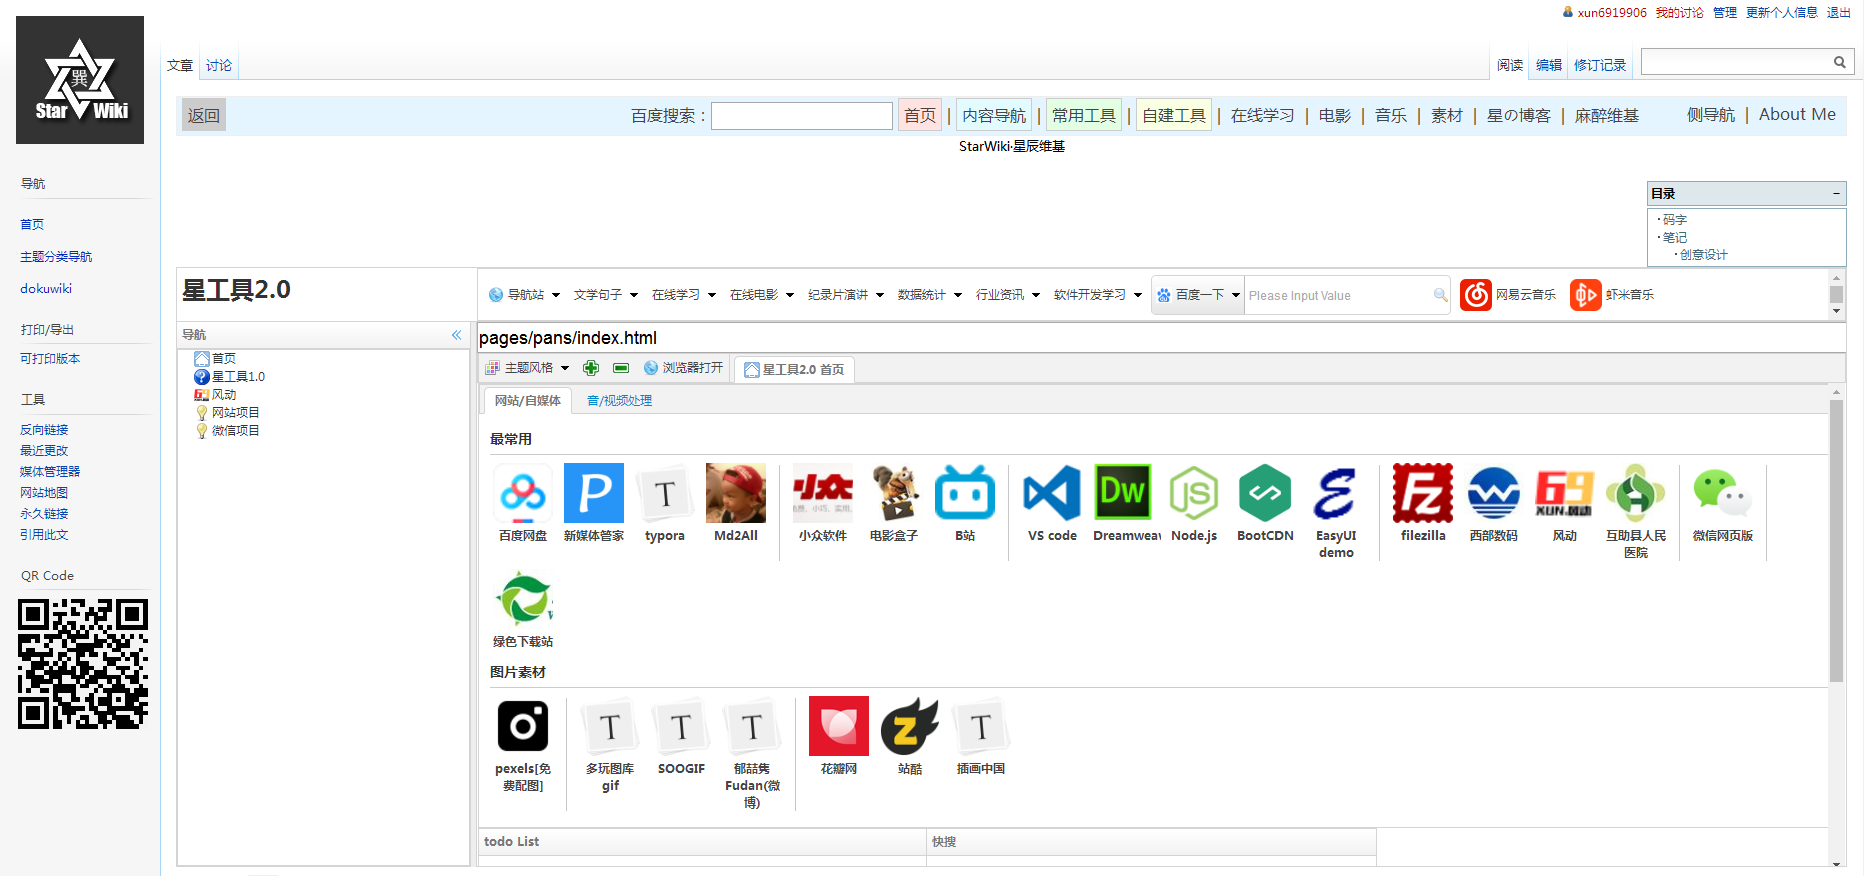 xun6919906 我的讨论 管理 更新个人信息 退出
巽
Star Wiki
文章 讨论
阅读 编辑 修订记录
返回
百度搜索：
首页 | 内容导航 | 常用工具 | 自建工具 | 在线学习 | 电影 | 音乐 | 素材 | 星の博客 | 麻醉维基
侧导航 | About Me
StarWiki·星辰维基
导航
首页
主题分类导航
dokuwiki
打印/导出
可打印版本
工具
反向链接
最近更改
媒体管理器
网站地图
永久链接
引用此文
QR Code
目录 −
· 码字
· 笔记
· 创意设计
星工具2.0
导航站 文学句子 在线学习 在线电影 纪录片演讲 数据统计 行业资讯 软件开发学习
百度一下 Please Input Value
网易云音乐 虾米音乐
导航
首页
星工具1.0
风动
网站项目
微信项目
pages/pans/index.html
主题风格 浏览器打开 星工具2.0 首页
网站/自媒体 音/视频处理
最常用
百度网盘
新媒体管家
typora
Md2All
小众软件
电影盒子
B站
VS code
Dreamweav
Node.js
BootCDN
EasyUI
demo
filezilla
西部数码
风动
互助县人民
医院
微信网页版
绿色下载站
图片素材
pexels[免
费配图]
多玩图库
gif
SOOGIF
郁喆隽
Fudan(微
博)
花瓣网
站酷
插画中国
todo List
快搜